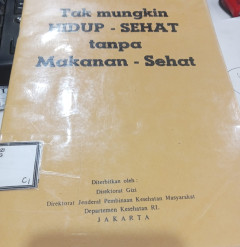 Tak mungkin
HIDUP - SEHAT
tanpa
Makanan - Sehat
Diterbitkan oleh :
Direktorat Gizi
Direktorat Jenderal Pembinaan Kesehatan Masyarakat
Departemen Kesehatan RI.
JAKARTA
C1